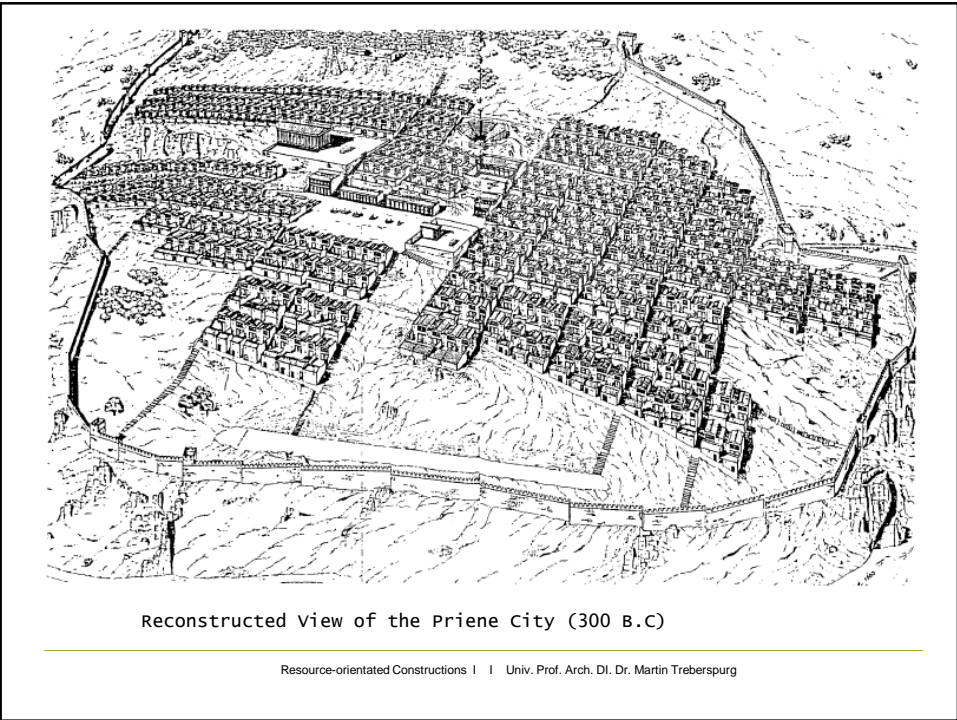 Reconstructed View of the Priene City (300 B.C)
Resource-orientated Constructions I   I   Univ. Prof. Arch. DI. Dr. Martin Treberspurg